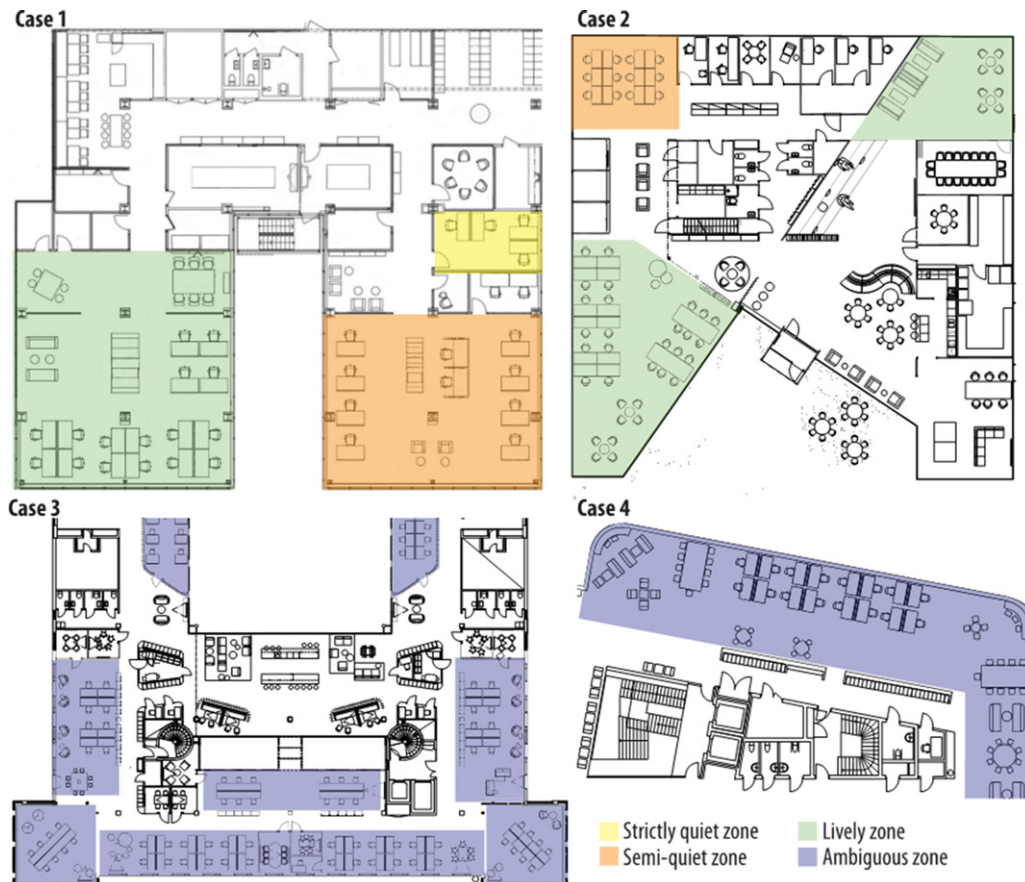 Case 1
Case 2
Case 3
Case 4
Strictly quiet zone
Semi-quiet zone
Lively zone
Ambiguous zone